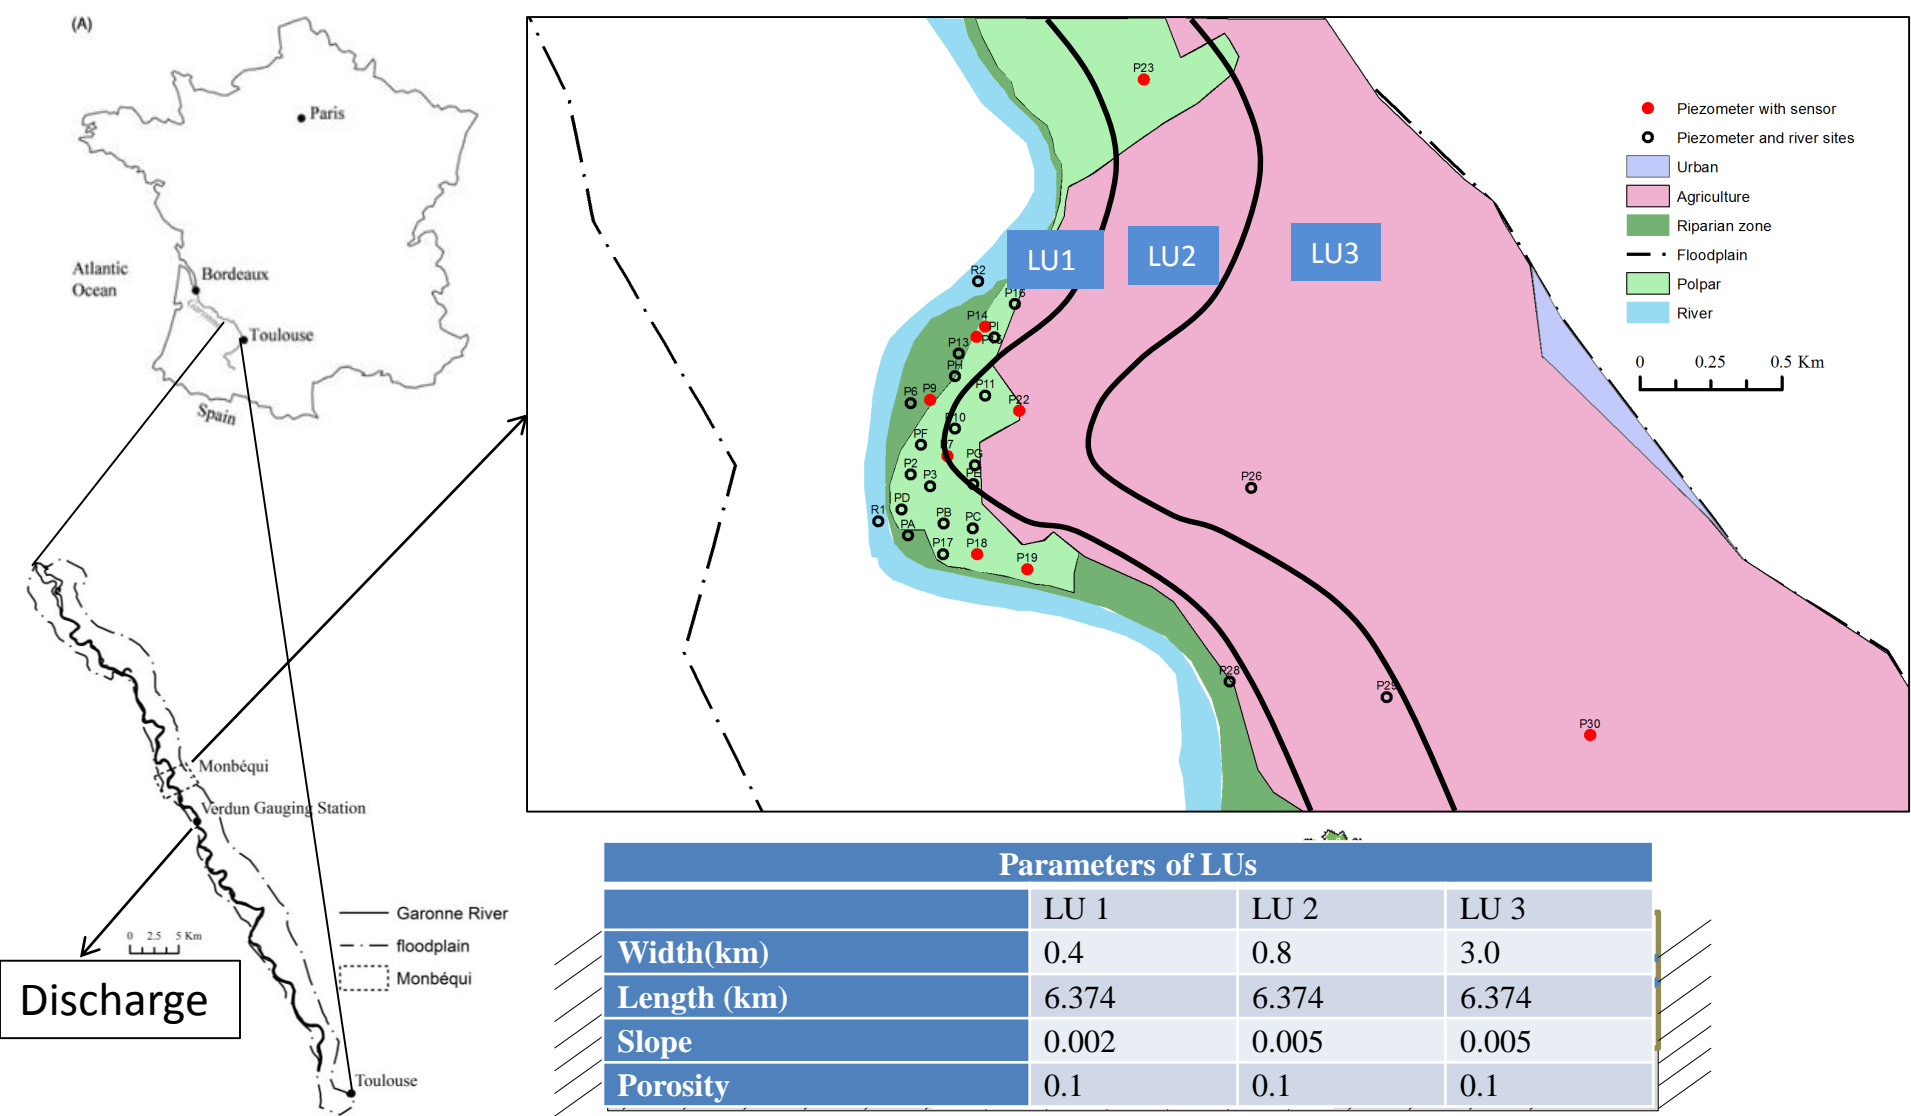 (A)
Paris
Atlantic
Ocean
Bordeaux
Garonne
Toulouse
Spain
Monbéqui
Verdun Gauging Station
Garonne River
floodplain
Monbéqui
0 2.5 5 Km
Discharge
Toulouse
P23
LU1
LU2
LU3
R2
P16
P14
PI
P13
PH
P6
P9
P11
P22
P10
PF
P7
PG
P2
P3
PE
P26
PD
R1
PA
PB
PC
P17
P18
P19
P28
P29
P30
Piezometer with sensor
Piezometer and river sites
Urban
Agriculture
Riparian zone
Floodplain
Polpar
River
0 0.25 0.5 Km
Parameters of LUs
LU 1 LU 2 LU 3
Width(km) 0.4 0.8 3.0
Length (km) 6.374 6.374 6.374
Slope 0.002 0.005 0.005
Porosity 0.1 0.1 0.1